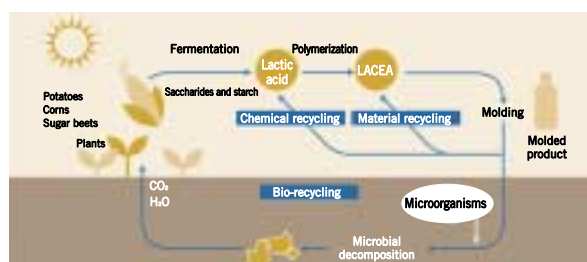 Fermentation
Polymerization
Lactic
acid
LACEA
Saccharides and starch
Potatoes
Corns
Sugar beets
Plants
Chemical recycling
Material recycling
Molding
Molded
product
CO₂
H₂O
Bio-recycling
Microorganisms
Microbial
decomposition